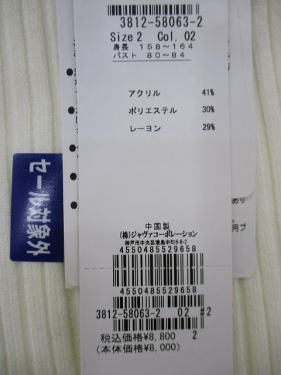 3812-58063-2
Size 2 Col. 02
身長 158～164
バスト 80～84
アクリル 41%
ポリエステル 30%
レーヨン 29%
中国製
(株)ジャヴァコーポレーション
4550485529658
4550485529658
3812-58063-2 02 #2
税込価格¥8,800 2
(本体価格¥8,000)
セール対象外